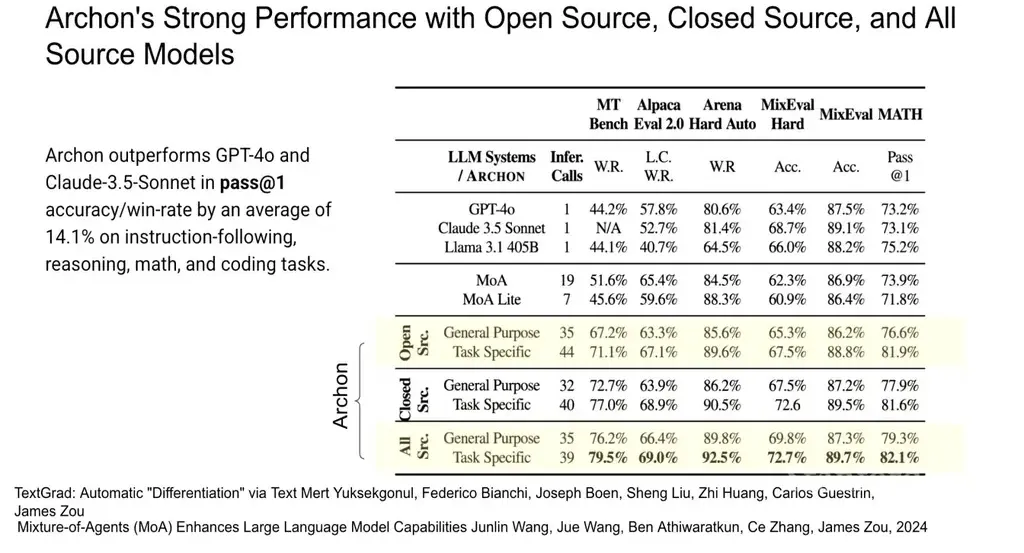 Archon's Strong Performance with Open Source, Closed Source, and All
Source Models
Archon outperforms GPT-4o and
Claude-3.5-Sonnet in pass@1
accuracy/win-rate by an average of
14.1% on instruction-following,
reasoning, math, and coding tasks.
MT Bench Alpaca Eval 2.0 Arena Hard Auto MixEval Hard MixEval MATH
LLM Systems / ARCHON Infer. Calls W.R. L.C. W.R. W.R Acc. Acc. Pass @1
GPT-4o 1 44.2% 57.8% 80.6% 63.4% 87.5% 73.2%
Claude 3.5 Sonnet 1 N/A 52.7% 81.4% 68.7% 89.1% 73.1%
Llama 3.1 405B 1 44.1% 40.7% 64.5% 66.0% 88.2% 75.2%
MoA 19 51.6% 65.4% 84.5% 62.3% 86.9% 73.9%
MoA Lite 7 45.6% 59.6% 88.3% 60.9% 86.4% 71.8%
Archon
Open Src.
General Purpose 35 67.2% 63.3% 85.6% 65.3% 86.2% 76.6%
Task Specific 44 71.1% 67.1% 89.6% 67.5% 88.8% 81.9%
Closed Src.
General Purpose 32 72.7% 63.9% 86.2% 67.5% 87.2% 77.9%
Task Specific 40 77.0% 68.9% 90.5% 72.6 89.5% 81.6%
All Src.
General Purpose 35 76.2% 66.4% 89.8% 69.8% 87.3% 79.3%
Task Specific 39 79.5% 69.0% 92.5% 72.7% 89.7% 82.1%
TextGrad: Automatic "Differentiation" via Text Mert Yuksekgonul, Federico Bianchi, Joseph Boen, Sheng Liu, Zhi Huang, Carlos Guestrin,
James Zou
Mixture-of-Agents (MoA) Enhances Large Language Model Capabilities Junlin Wang, Jue Wang, Ben Athiwaratkun, Ce Zhang, James Zou, 2024